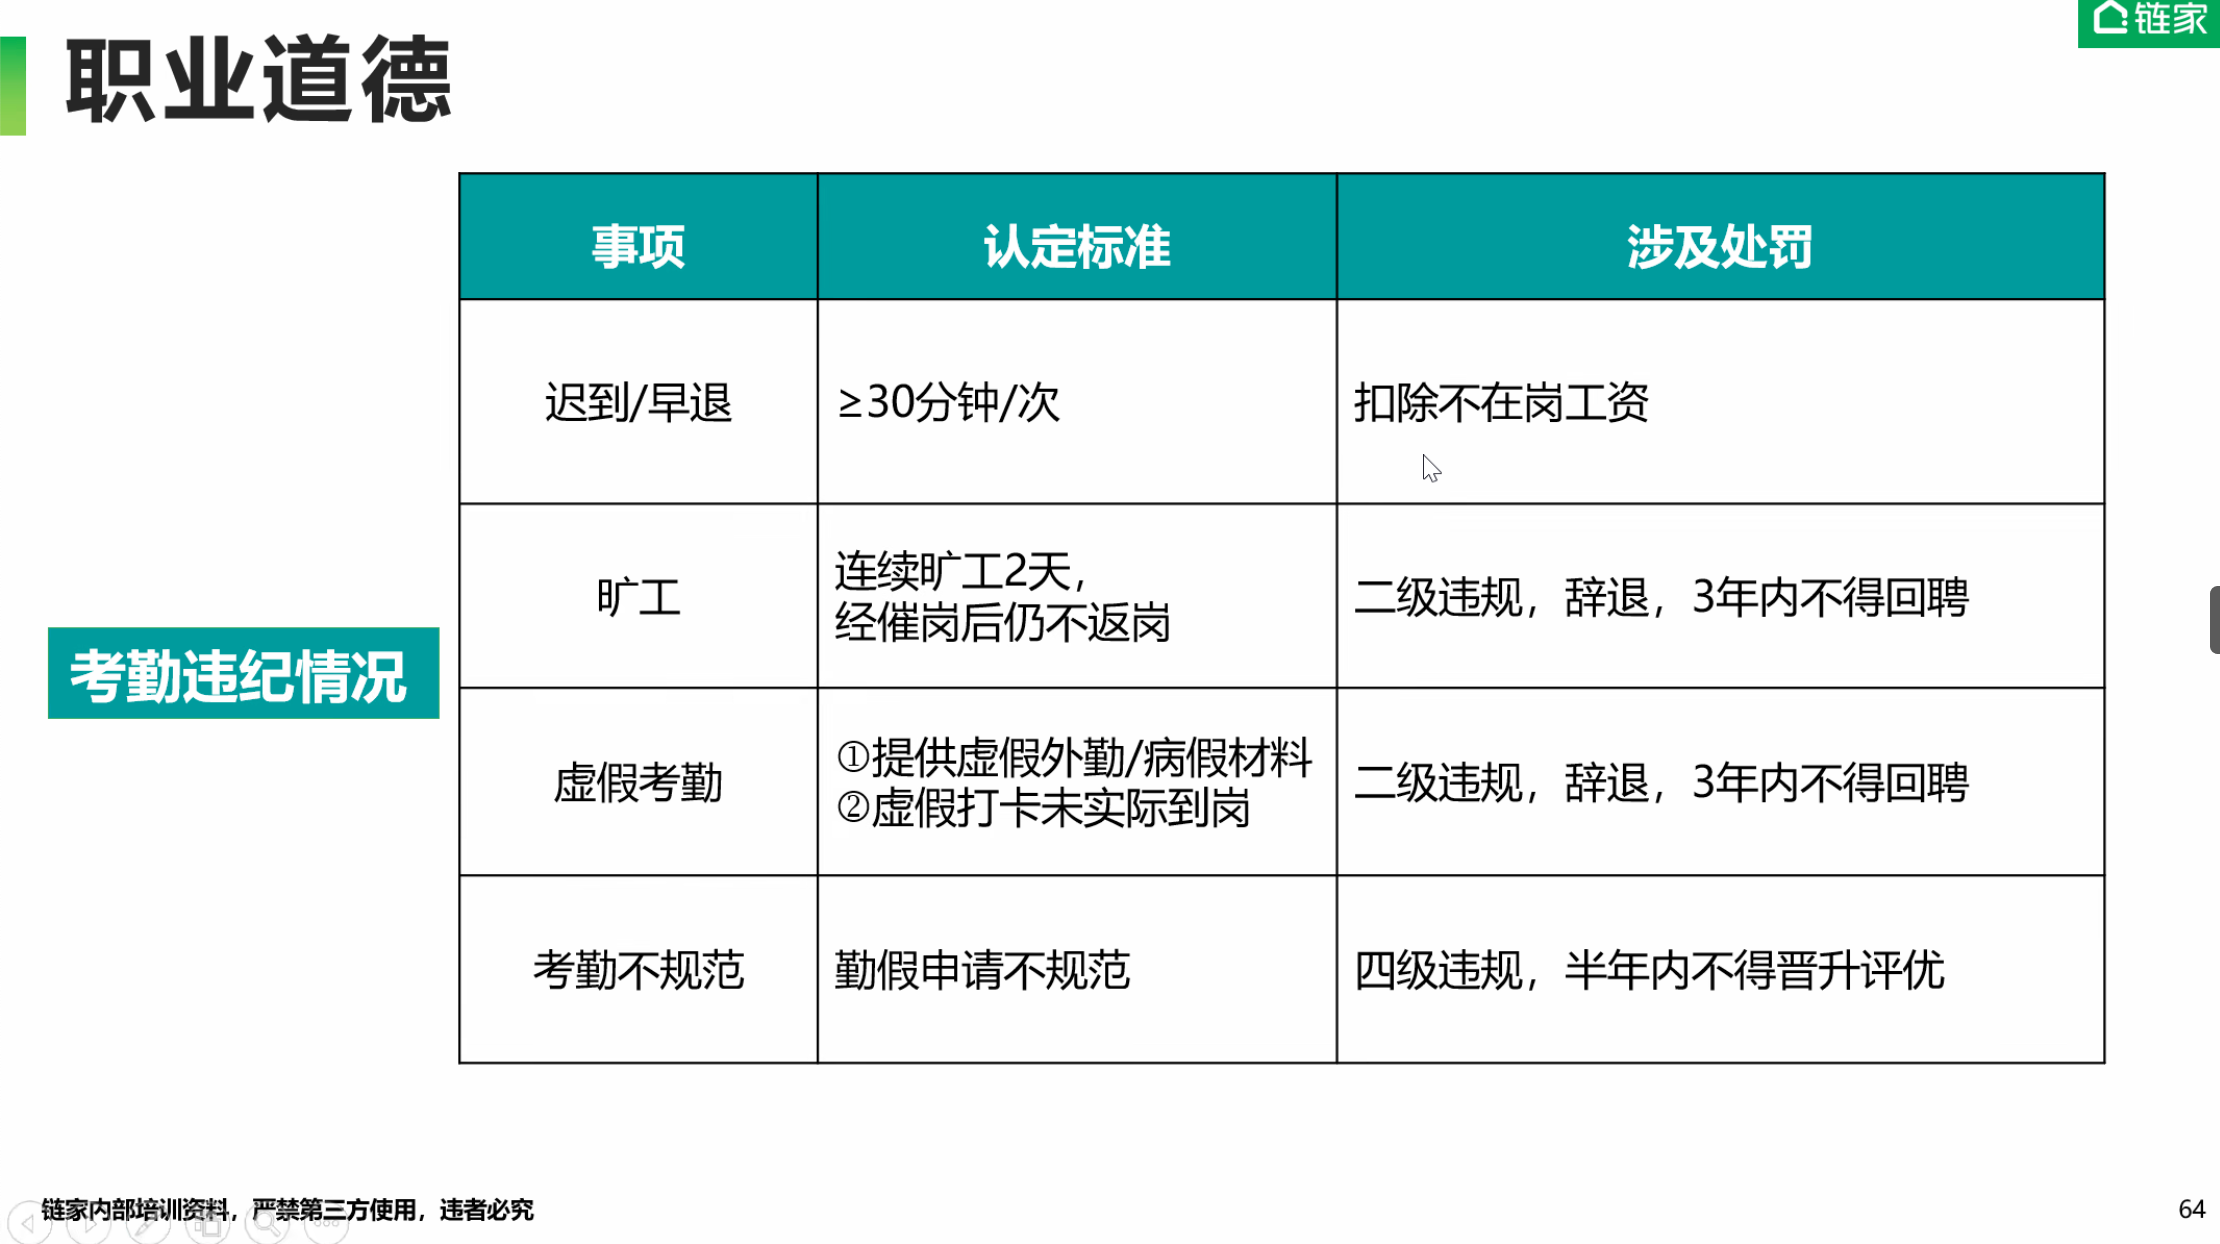 链家
职业道德
事项
认定标准
涉及处罚
迟到/早退
≥30分钟/次
扣除不在岗工资
旷工
连续旷工2天，
经催岗后仍不返岗
二级违规，辞退，3年内不得回聘
考勤违纪情况
虚假考勤
①提供虚假外勤/病假材料
②虚假打卡未实际到岗
二级违规，辞退，3年内不得回聘
考勤不规范
勤假申请不规范
四级违规，半年内不得晋升评优
链家内部培训资料，严禁第三方使用，违者必究
64